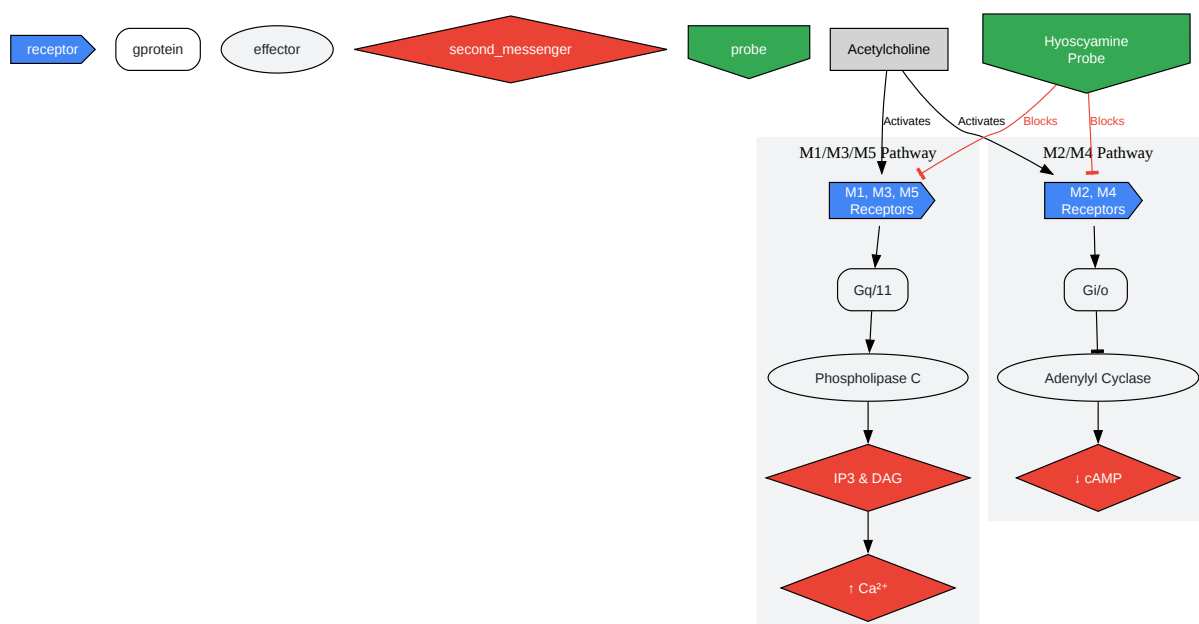 receptor
gprotein
effector
second_messenger
probe
Acetylcholine
Hyoscyamine
Probe
Activates
Activates
Blocks
Blocks
M1/M3/M5 Pathway
M2/M4 Pathway
M1, M3, M5
Receptors
M2, M4
Receptors
Gq/11
Gi/o
Phospholipase C
Adenylyl Cyclase
IP3 & DAG
↓ cAMP
↑ Ca²⁺